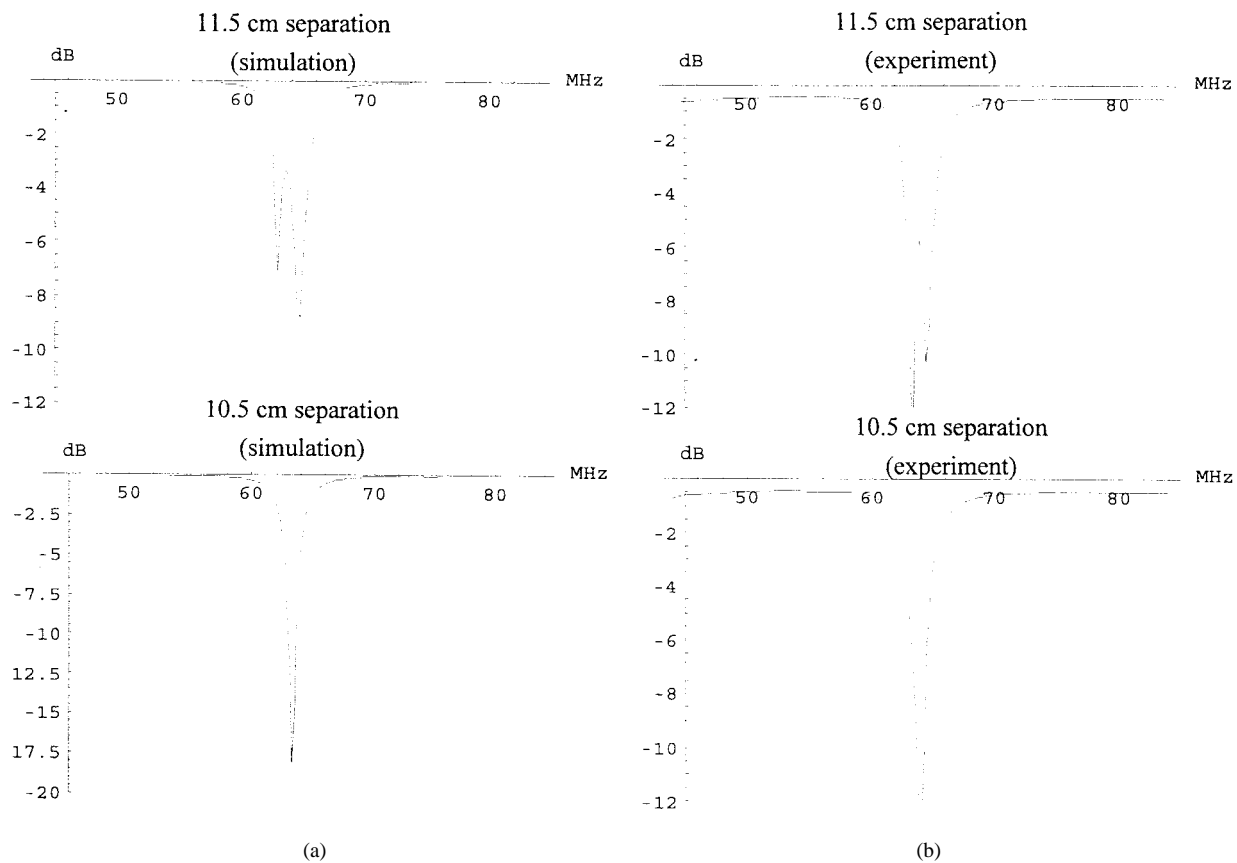 11.5 cm separation
(simulation)
dB
MHz
50 60 70 80
-2
-4
-6
-8
-10
-12
11.5 cm separation
(experiment)
dB
MHz
50 60 70 80
-2
-4
-6
-8
-10
-12
10.5 cm separation
(simulation)
dB
MHz
50 60 70 80
-2.5
-5
-7.5
-10
12.5
-15
17.5
-20
10.5 cm separation
(experiment)
dB
MHz
50 60 70 80
-2
-4
-6
-8
-10
-12
(a)
(b)